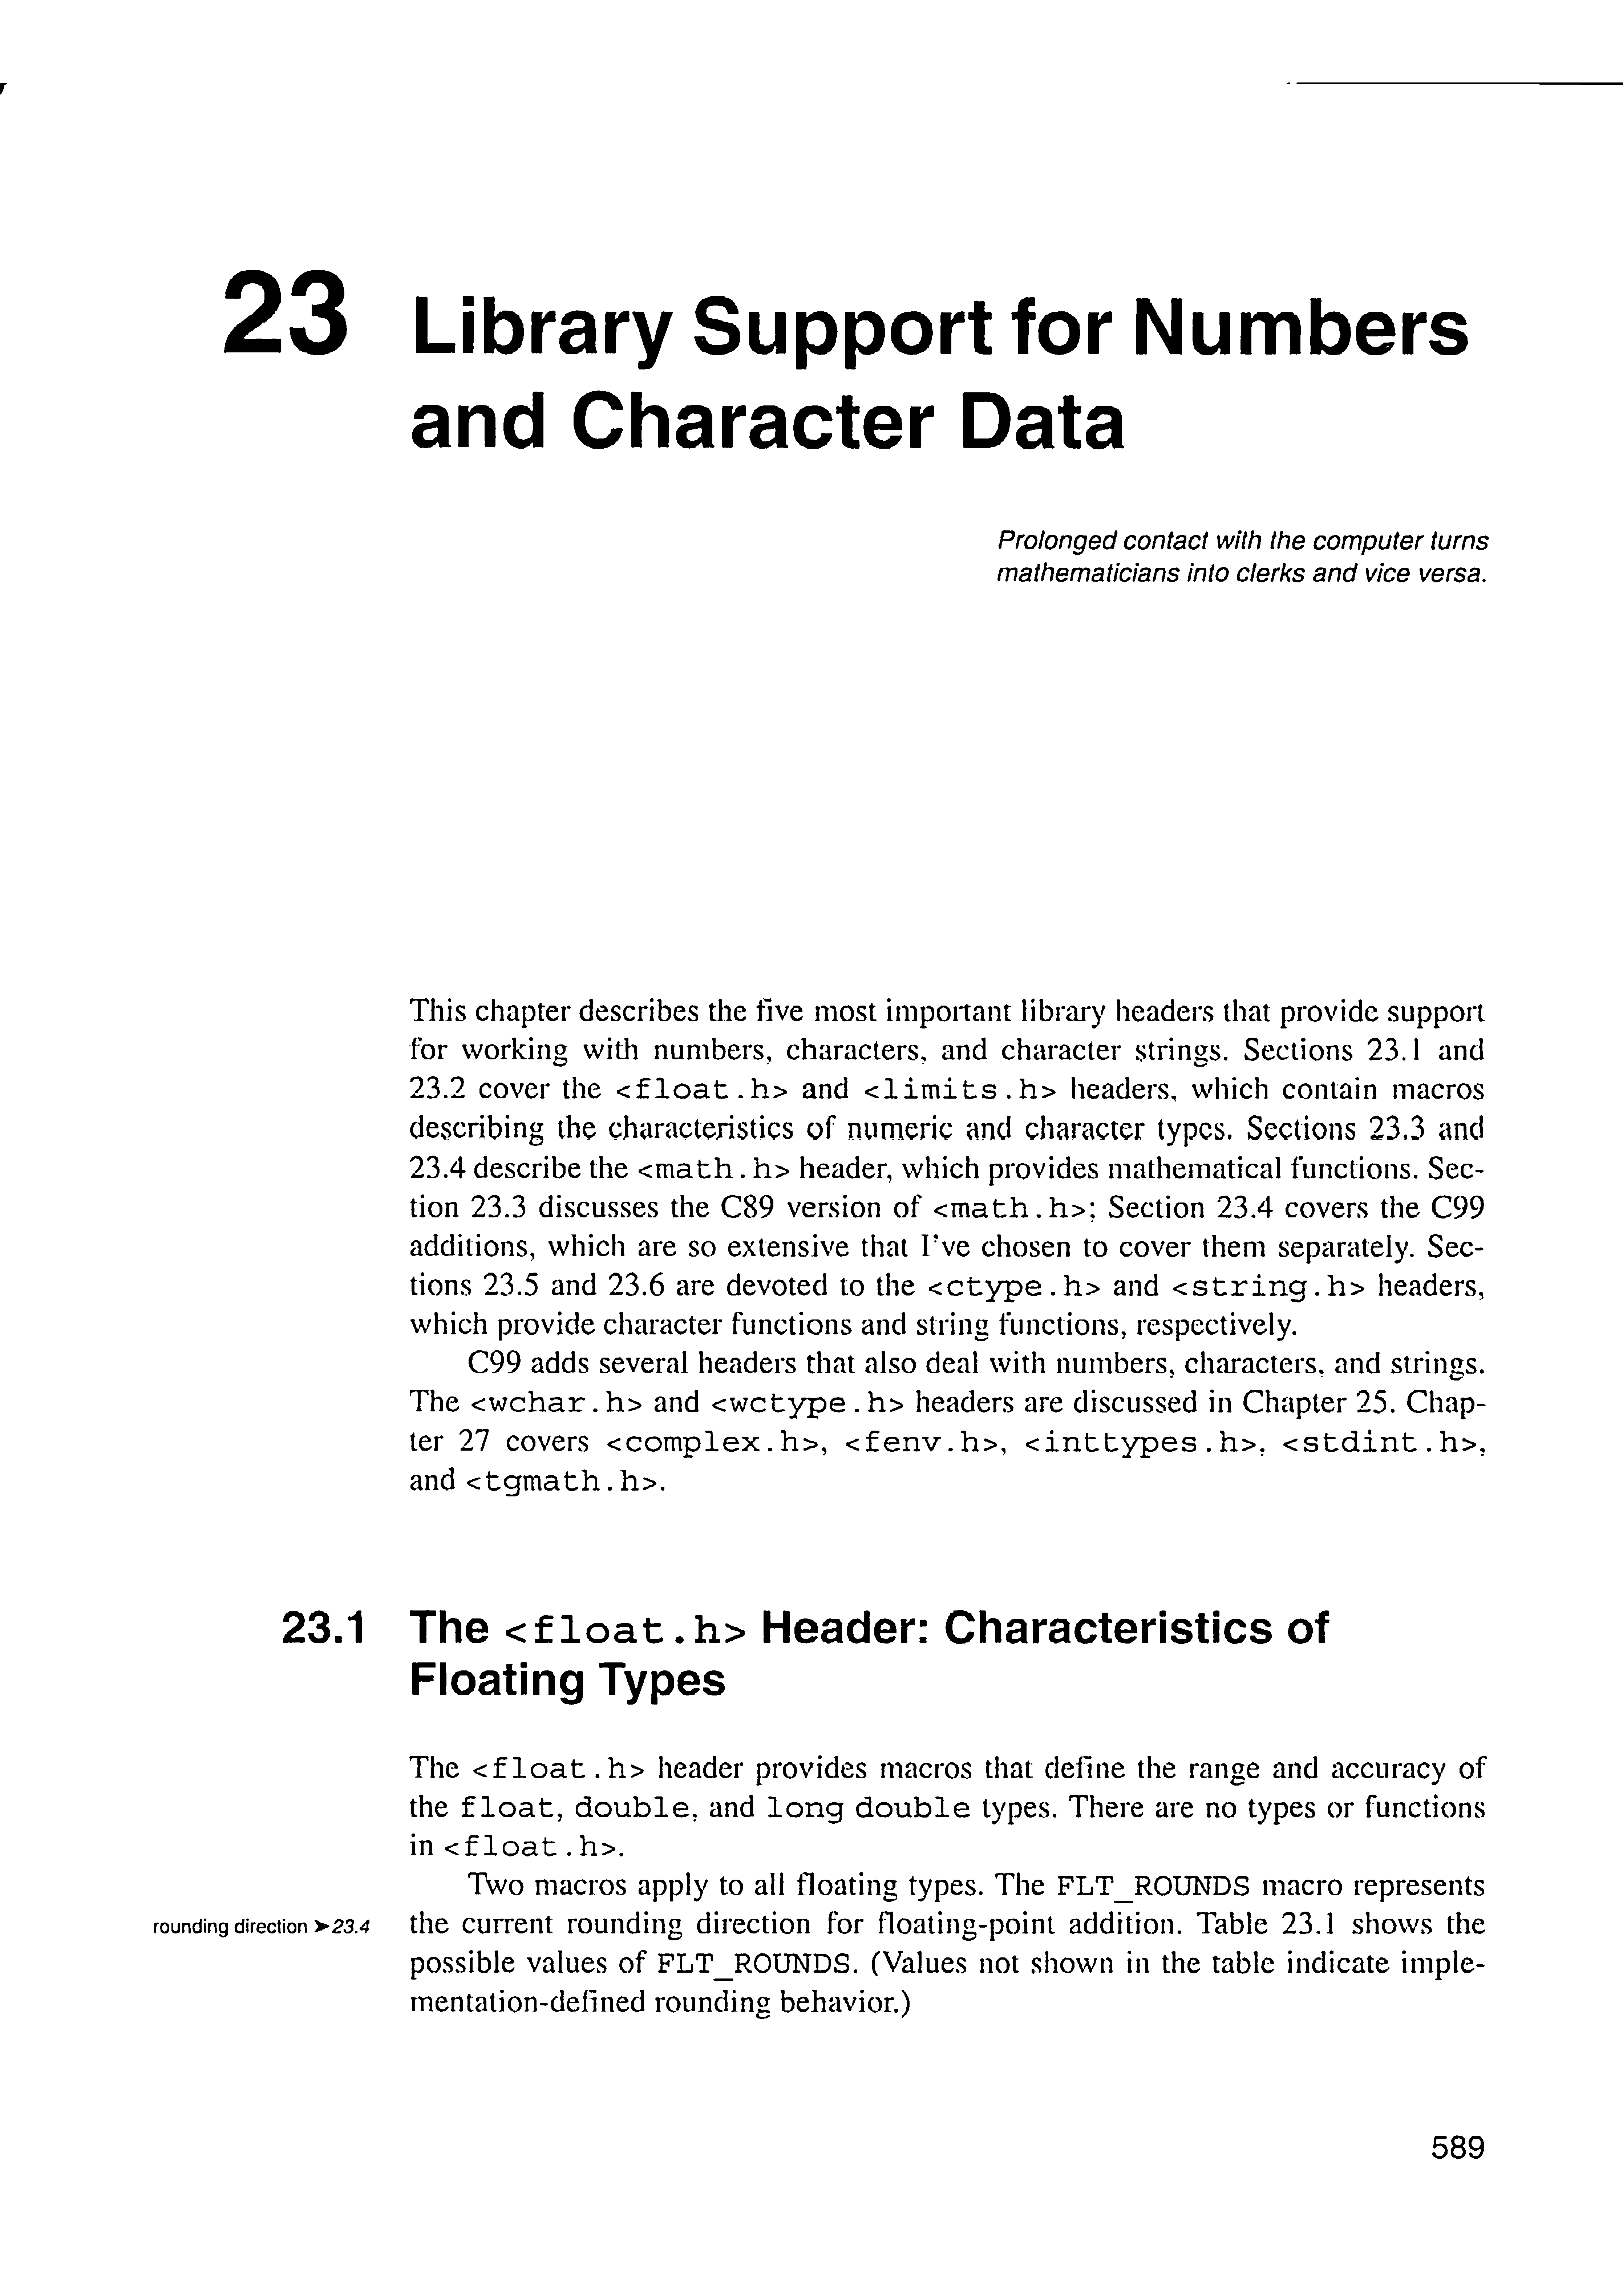 23 Library Support for Numbers
and Character Data
Prolonged contact with the computer turns
mathematicians into clerks and vice versa.
This chapter describes the five most important library headers that provide support
for working with numbers, characters, and character strings. Sections 23.1 and
23.2 cover the <float.h> and <limits.h> headers, which contain macros
describing the characteristics of numeric and character types. Sections 23.3 and
23.4 describe the <math.h> header, which provides mathematical functions. Sec-
tion 23.3 discusses the C89 version of <math.h>; Section 23.4 covers the C99
additions, which are so extensive that I've chosen to cover them separately. Sec-
tions 23.5 and 23.6 are devoted to the <ctype.h> and <string.h> headers,
which provide character functions and string functions, respectively.
C99 adds several headers that also deal with numbers, characters, and strings.
The <wchar.h> and <wctype.h> headers are discussed in Chapter 25. Chap-
ter 27 covers <complex.h>, <fenv.h>, <inttypes.h>, <stdint.h>,
and <tgmath.h>.
23.1 The <float.h> Header: Characteristics of
Floating Types
The <float.h> header provides macros that define the range and accuracy of
the float, double, and long double types. There are no types or functions
in <float.h>.
Two macros apply to all floating types. The FLT_ROUNDS macro represents
rounding direction ➤23.4 the current rounding direction for floating-point addition. Table 23.1 shows the
possible values of FLT_ROUNDS. (Values not shown in the table indicate imple-
mentation-defined rounding behavior.)
589